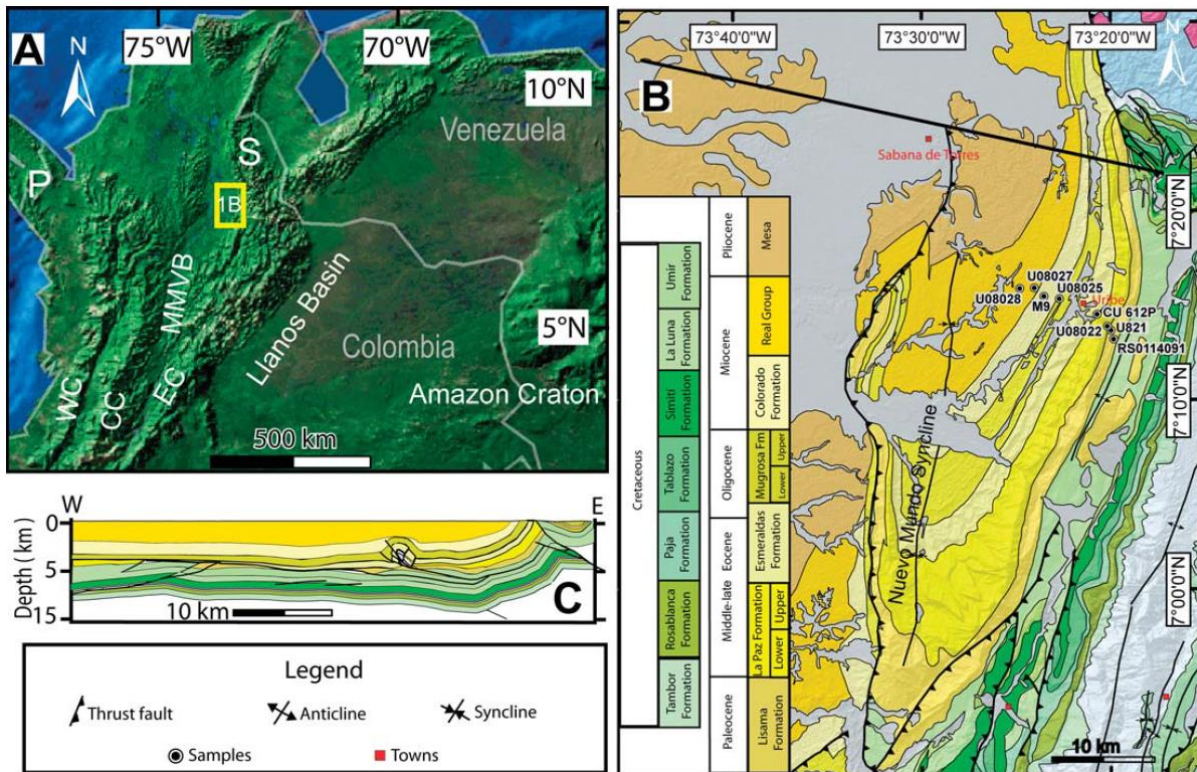 A
N
75°W
70°W
10°N
Venezuela
S
P
1B
MMVB
Llanos Basin
WC
CC
EC
Colombia
5°N
Amazon Craton
500 km
W
E
Depth ( km )
0
5
15
10 km
C
Legend
Thrust fault
Anticline
Syncline
Samples
Towns
73°40'0"W
73°30'0"W
73°20'0"W
N
B
Sabana de Torres
7°20'0"N
7°10'0"N
7°00'0"N
U08027
U08028
U08025
M9
Uribe
CU 612P
U08022
U821
RS0114091
Nuevo Mundo Syncline
10 km
Cretaceous
Umir Formation
La Luna Formation
Simiti Formation
Tablazo Formation
Paja Formation
Rosablanca Formation
Tambor Formation
Pliocene
Miocene
Oligocene
Eocene
Middle-late
Paleocene
Mesa
Real Group
Colorado Formation
Mugrosa Fm
Upper
Lower
Esmeraldas Formation
La Paz Formation
Upper
Lower
Lisama Formation